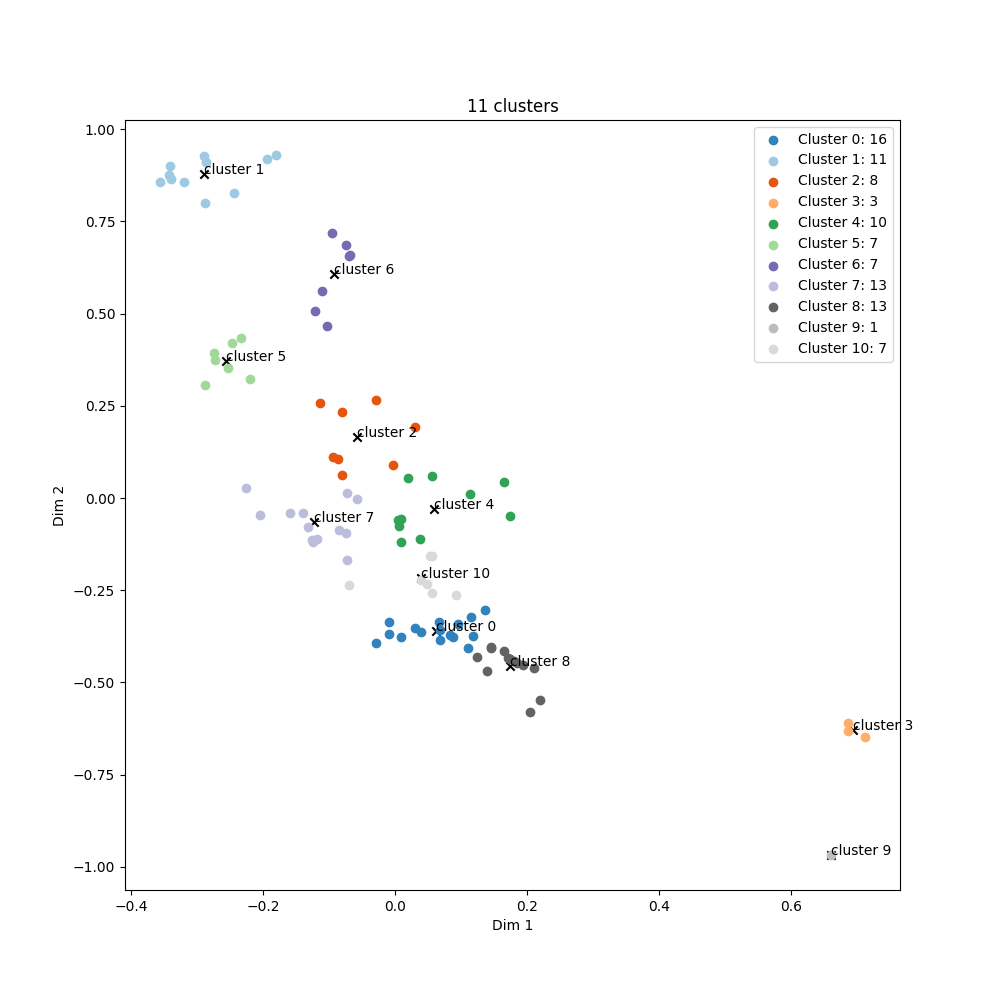 11 clusters
1.00
0.75
0.50
0.25
0.00
−0.25
−0.50
−0.75
−1.00
Dim 2
−0.4
−0.2
0.0
0.2
0.4
0.6
Dim 1
Cluster 0: 16
Cluster 1: 11
Cluster 2: 8
Cluster 3: 3
Cluster 4: 10
Cluster 5: 7
Cluster 6: 7
Cluster 7: 13
Cluster 8: 13
Cluster 9: 1
Cluster 10: 7
cluster 1
cluster 6
cluster 5
cluster 2
cluster 4
cluster 7
cluster 10
cluster 0
cluster 8
cluster 3
cluster 9